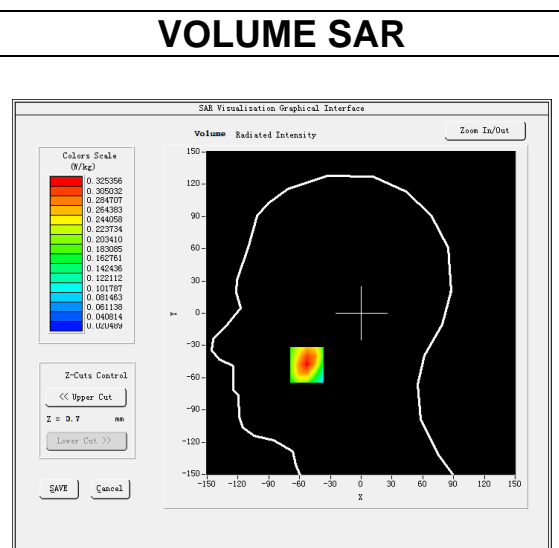 VOLUME SAR
SAR Visualisation Graphical Interface
Volume Radiated Intensity
Zoom In/Out
Colors Scale
(W/kg)
0.325356
0.305032
0.284707
0.264383
0.244058
0.223734
0.203410
0.183085
0.162761
0.142436
0.122112
0.101787
0.081463
0.061138
0.040814
0.020489
Z-Cuts Control
<< Upper Cut
Z = 0.7 mm
Lower Cut >>
SAVE
Cancel
150
120
90
60
30
0
-30
-60
-90
-120
-150
Y
-150 -120 -90 -60 -30 0 30 60 90 120 150
X